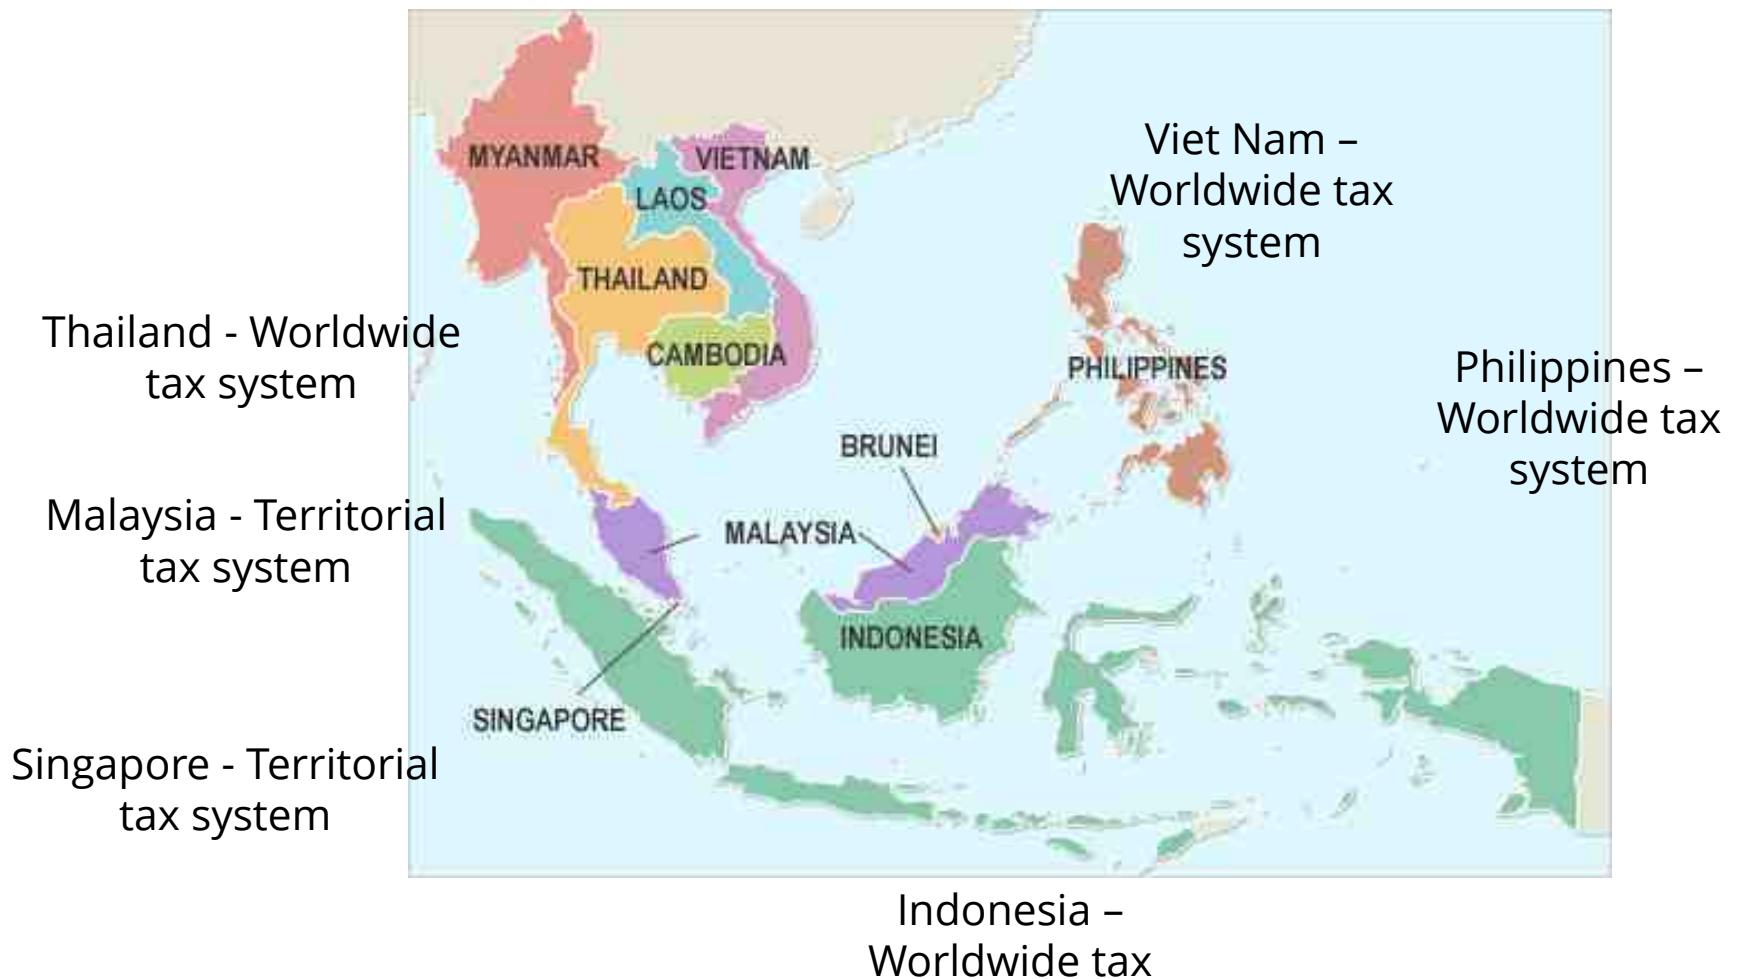 MYANMAR
VIETNAM
LAOS
THAILAND
CAMBODIA
PHILIPPINES
BRUNEI
MALAYSIA
INDONESIA
SINGAPORE
Viet Nam –
Worldwide tax
system
Thailand - Worldwide
tax system
Philippines –
Worldwide tax
system
Malaysia - Territorial
tax system
Singapore - Territorial
tax system
Indonesia –
Worldwide tax